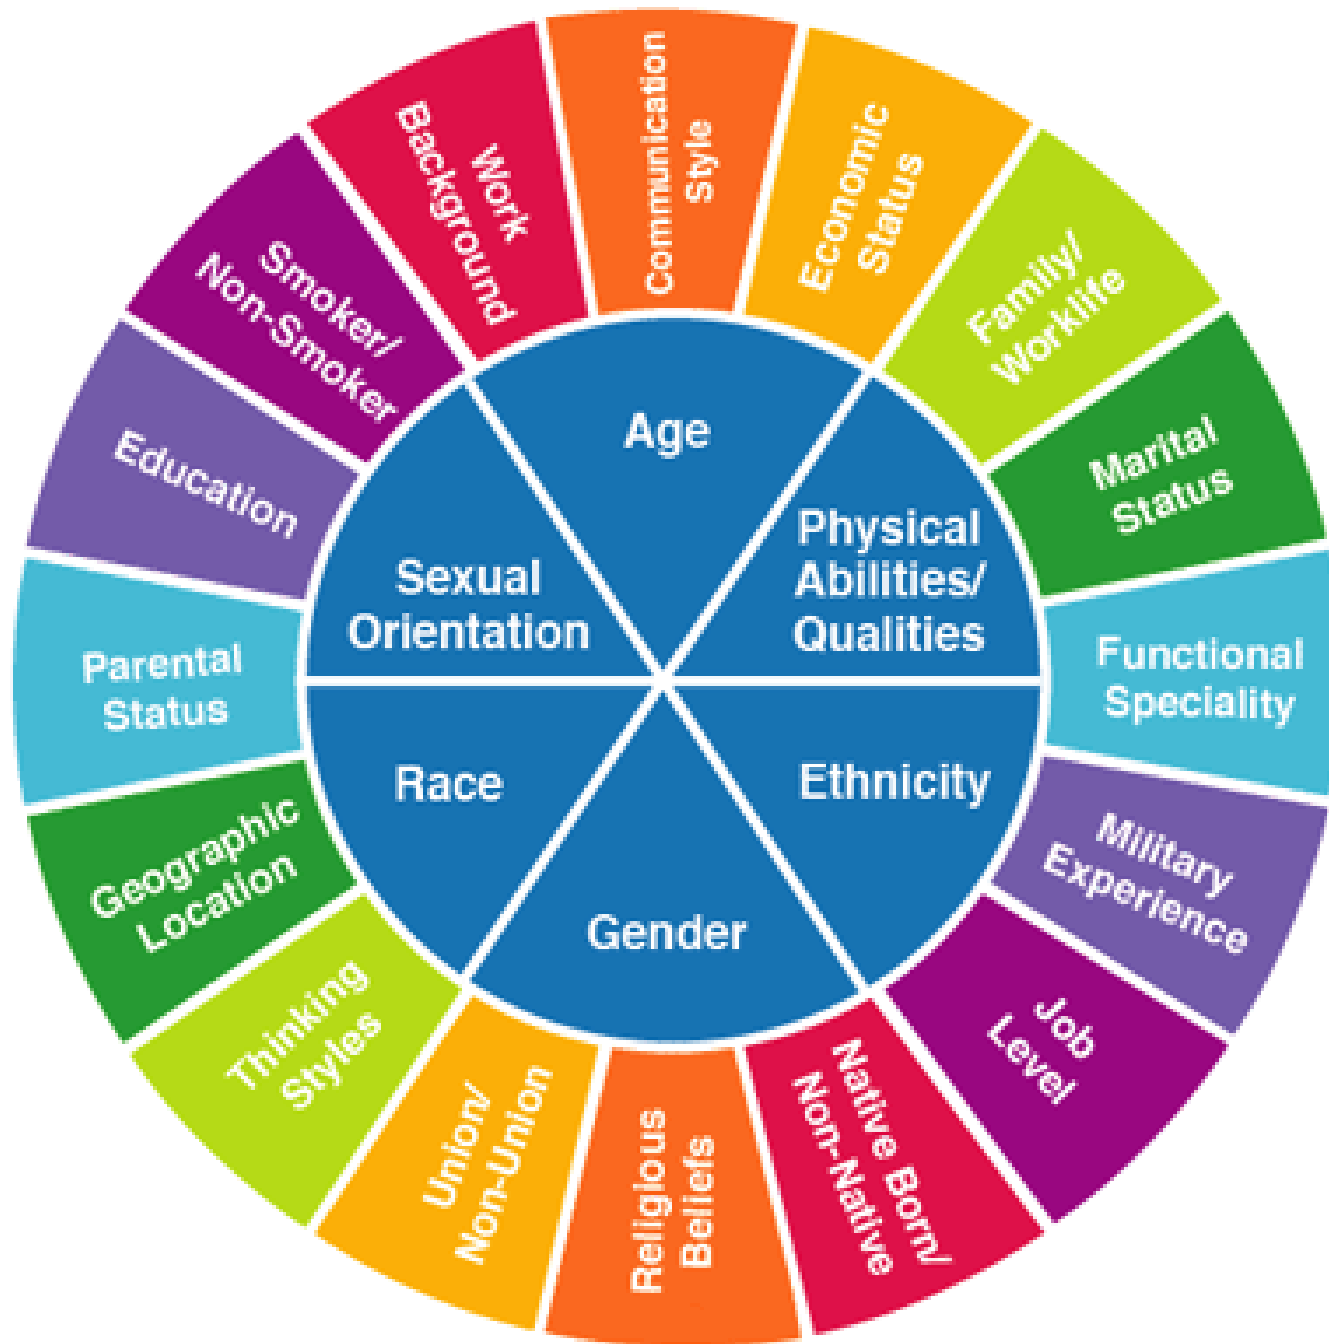 Communication
Style
Economic
Status
Family/
Worklife
Marital
Status
Functional
Speciality
Military
Experience
Job
Level
Native Born/
Non-Native
Religious
Beliefs
Union/
Non-Union
Thinking
Styles
Geographic
Location
Parental
Status
Education
Smoker/
Non-Smoker
Work
Background
Age
Physical
Abilities/
Qualities
Ethnicity
Gender
Race
Sexual
Orientation